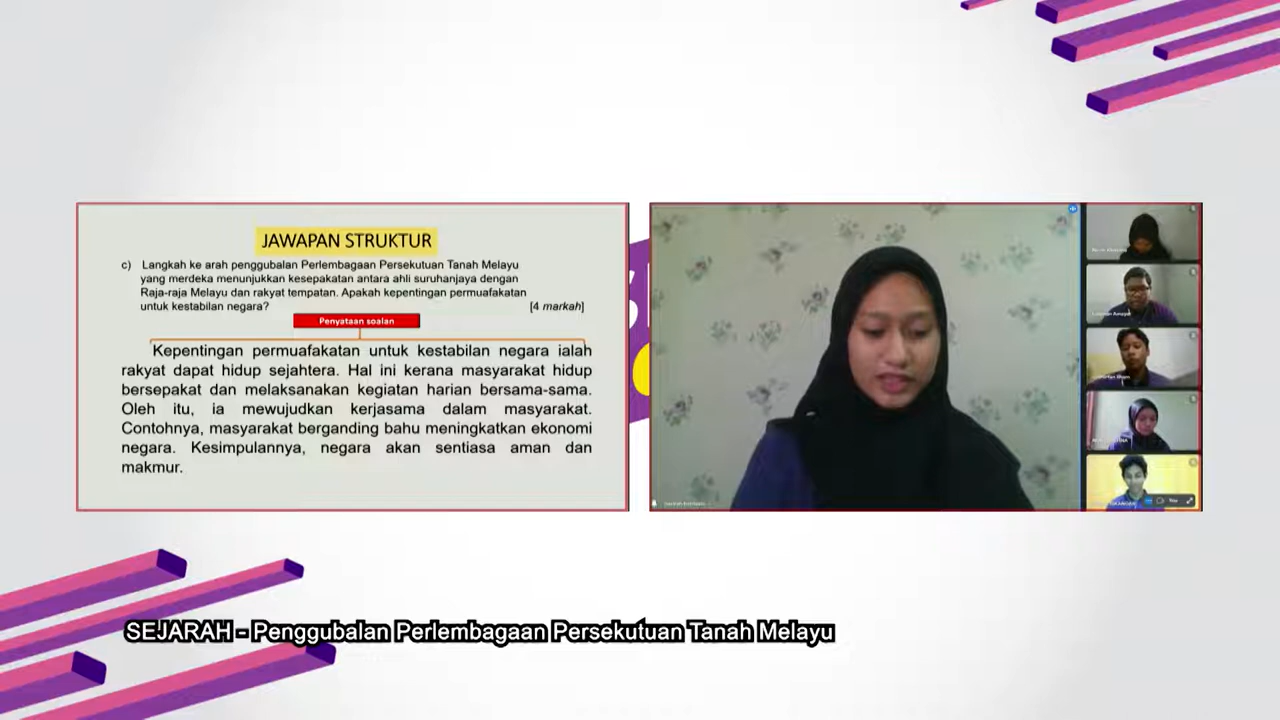 JAWAPAN STRUKTUR
c) Langkah ke arah penggubalan Perlembagaan Persekutuan Tanah Melayu
yang merdeka menunjukkan kesepakatan antara ahli suruhanjaya dengan
Raja-raja Melayu dan rakyat tempatan. Apakah kepentingan permuafakatan
untuk kestabilan negara? [4 markah]
Penyataan soalan
Kepentingan permuafakatan untuk kestabilan negara ialah
rakyat dapat hidup sejahtera. Hal ini kerana masyarakat hidup
bersepakat dan melaksanakan kegiatan harian bersama-sama.
Oleh itu, ia mewujudkan kerjasama dalam masyarakat.
Contohnya, masyarakat berganding bahu meningkatkan ekonomi
negara. Kesimpulannya, negara akan sentiasa aman dan
makmur.
You
SEJARAH - Penggubalan Perlembagaan Persekutuan Tanah Melayu